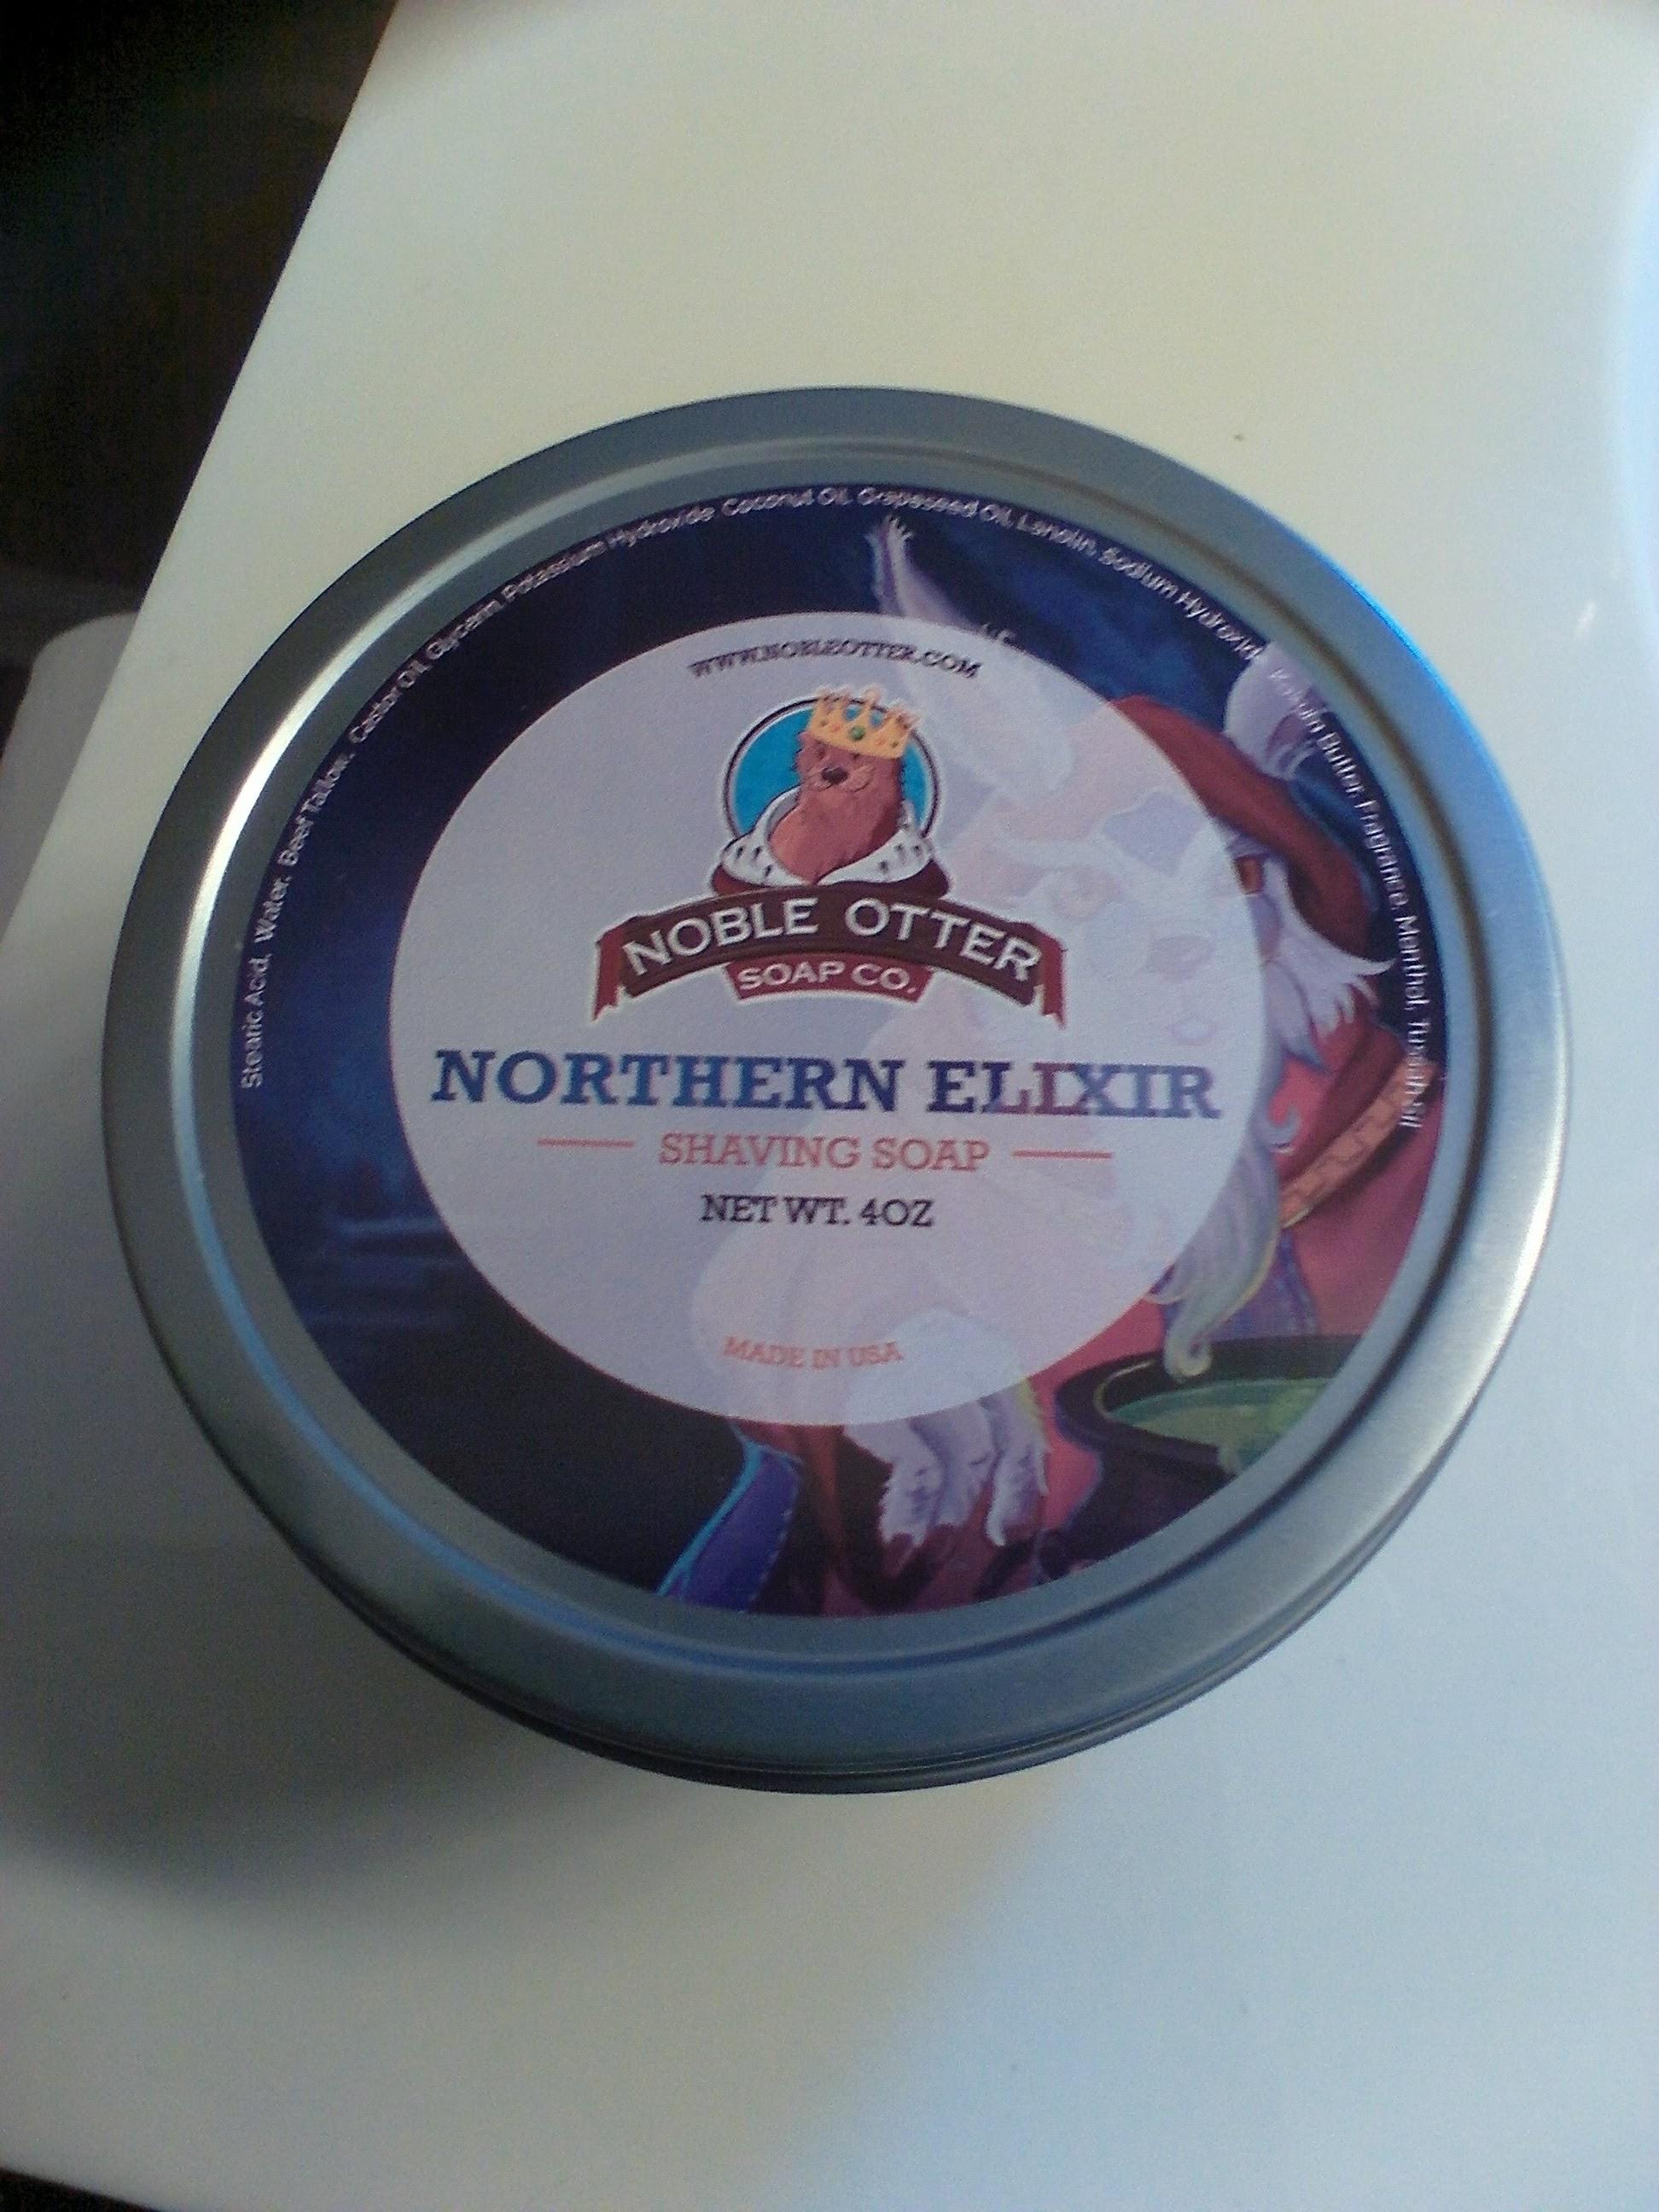 Stearic Acid, Water, Beef Tallow, Castor Oil, Glycerin, Potassium Hydroxide, Coconut Oil, Grapeseed Oil, Lanolin, Sodium Hydroxide, Kokum Butter, Fragrance, Menthol,
WWW.NOBLEOTTER.COM
NOBLE OTTER
SOAP CO.
NORTHERN ELIXIR
SHAVING SOAP
NET WT. 4OZ
MADE IN USA